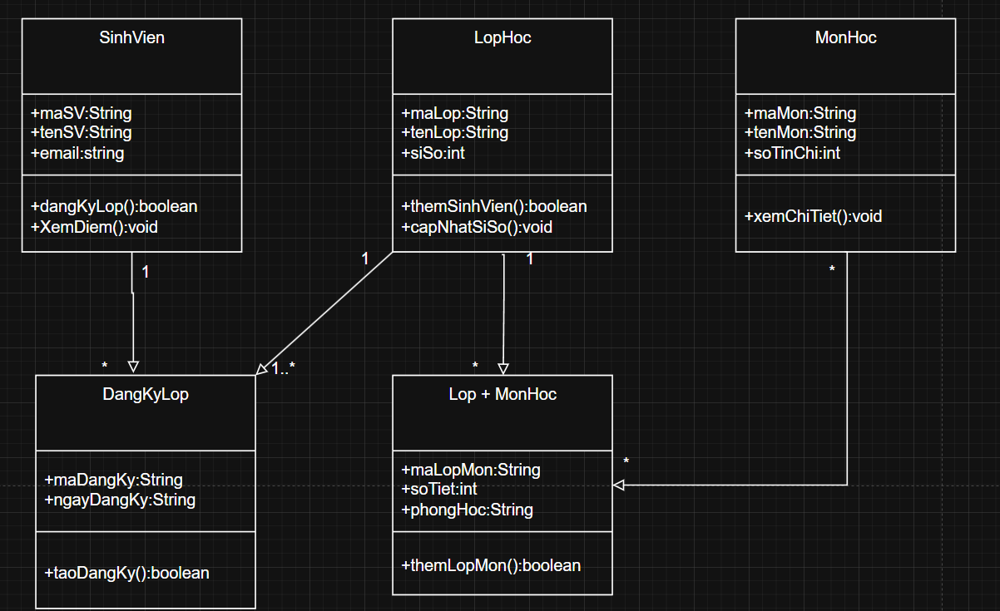 SinhVien
+maSV:String
+tenSV:String
+email:string
+dangKyLop():boolean
+XemDiem():void
LopHoc
+maLop:String
+tenLop:String
+siSo:int
+themSinhVien():boolean
+capNhatSiSo():void
MonHoc
+maMon:String
+tenMon:String
+soTinChi:int
+xemChiTiet():void
1
1
1
*
*
1..*
*
*
DangKyLop
+maDangKy:String
+ngayDangKy:String
+taoDangKy():boolean
Lop + MonHoc
+maLopMon:String
+soTiet:int
+phongHoc:String
+themLopMon():boolean